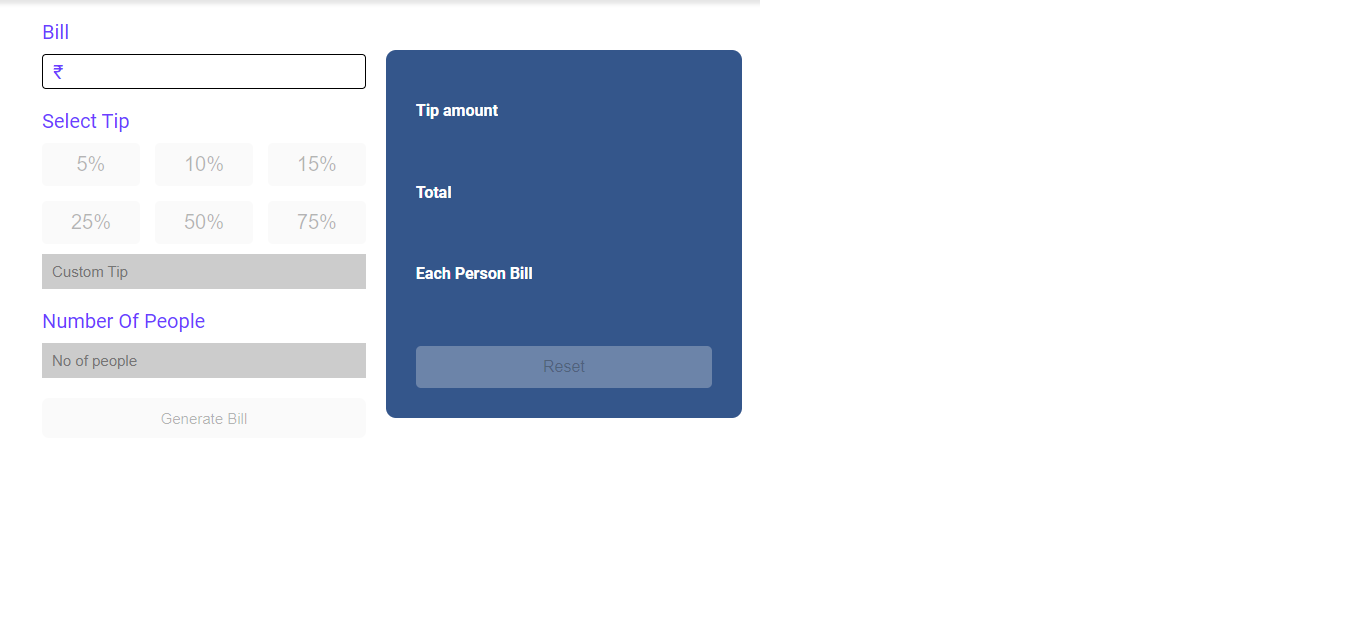 Bill
₹
Select Tip
5% 10% 15%
25% 50% 75%
Custom Tip
Number Of People
No of people
Generate Bill
Tip amount
Total
Each Person Bill
Reset